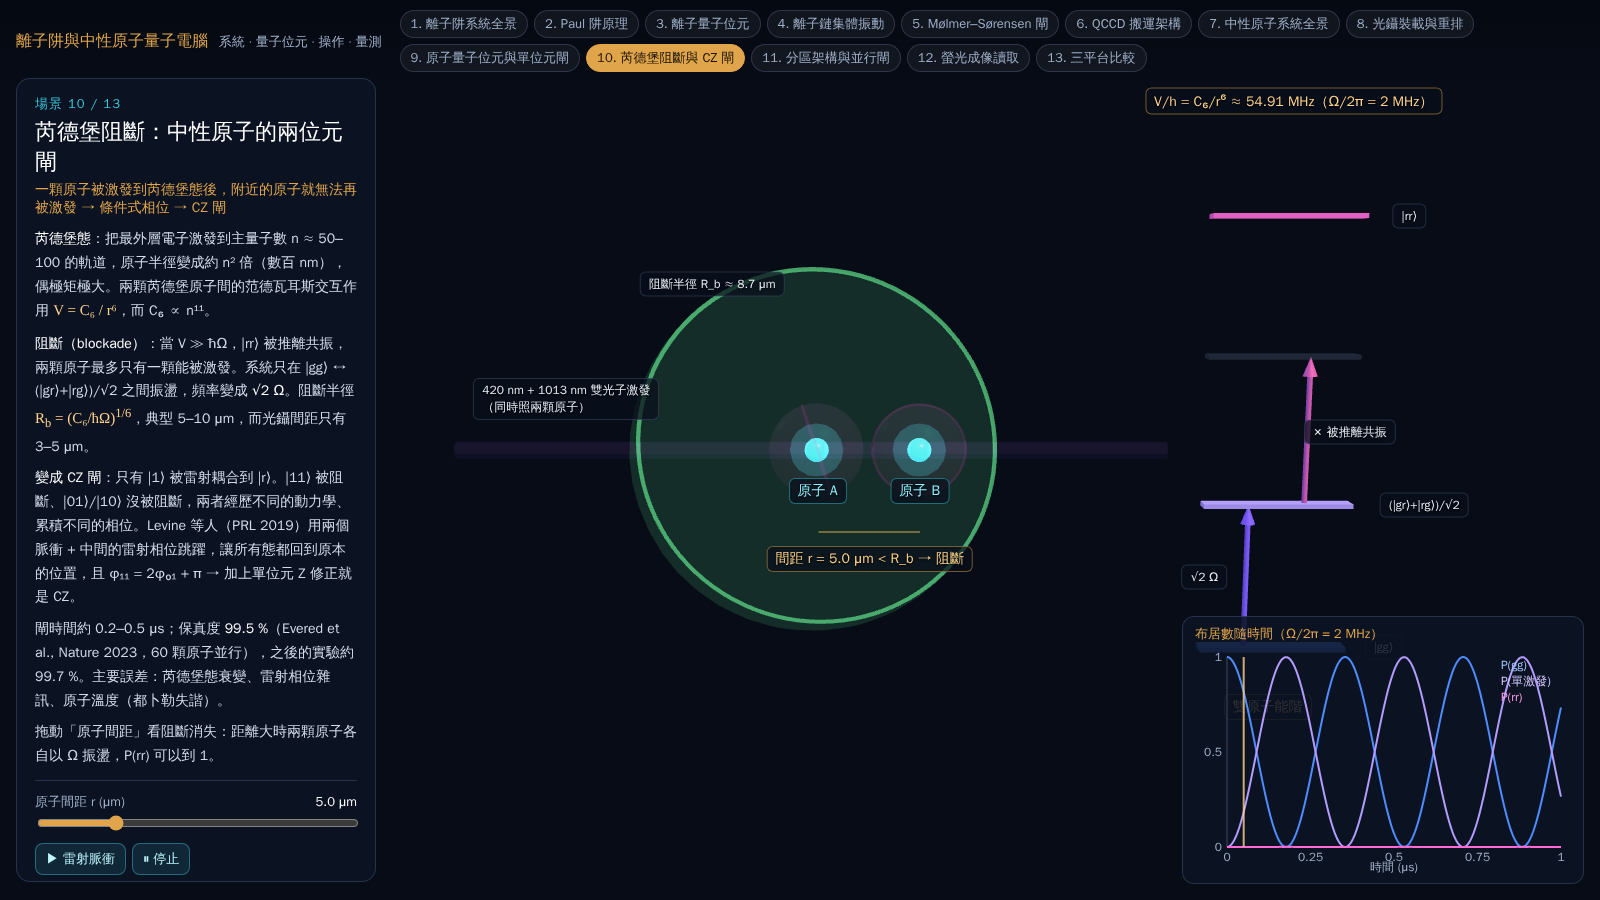 離子阱與中性原子量子電腦 系統 · 量子位元 · 操作 · 量測
1. 離子阱系統全景
2. Paul 阱原理
3. 離子量子位元
4. 離子鏈集體振動
5. Mølmer–Sørensen 閘
6. QCCD 搬運架構
7. 中性原子系統全景
8. 光鑷裝載與重排
9. 原子量子位元與單位元閘
10. 芮德堡阻斷與 CZ 閘
11. 分區架構與並行閘
12. 螢光成像讀取
13. 三平台比較
場景 10 / 13
芮德堡阻斷：中性原子的兩位元
閘
一顆原子被激發到芮德堡態後，附近的原子就無法再
被激發 → 條件式相位 → CZ 閘
芮德堡態：把最外層電子激發到主量子數 n ≈ 50–
100 的軌道，原子半徑變成約 n² 倍（數百 nm），
偶極矩極大。兩顆芮德堡原子間的范德瓦耳斯交互作
用 V = C₆ / r⁶，而 C₆ ∝ n¹¹。
阻斷（blockade）：當 V ≫ ħΩ，|rr⟩ 被推離共振，
兩顆原子最多只有一顆能被激發。系統只在 |gg⟩ ↔
(|gr⟩+|rg⟩)/√2 之間振盪，頻率變成 √2 Ω。阻斷半徑
R_b = (C₆/ħΩ)^1/6，典型 5–10 μm，而光鑷間距只有
3–5 μm。
變成 CZ 閘：只有 |1⟩ 被雷射耦合到 |r⟩。|11⟩ 被阻
斷、|01⟩/|10⟩ 沒被阻斷，兩者經歷不同的動力學、
累積不同的相位。Levine 等人（PRL 2019）用兩個
脈衝 + 中間的雷射相位跳躍，讓所有態都回到原本
的位置，且 φ₁₁ = 2φ₀₁ + π → 加上單位元 Z 修正就
是 CZ。
閘時間約 0.2–0.5 μs；保真度 99.5 %（Evered et
al., Nature 2023，60 顆原子並行），之後的實驗約
99.7 %。主要誤差：芮德堡態衰變、雷射相位雜
訊、原子溫度（都卜勒失諧）。
拖動「原子間距」看阻斷消失：距離大時兩顆原子各
自以 Ω 振盪，P(rr) 可以到 1。
原子間距 r (μm) 5.0 μm
▶ 雷射脈衝
⏸ 停止
V/h = C₆/r⁶ ≈ 54.91 MHz（Ω/2π = 2 MHz）
阻斷半徑 R_b ≈ 8.7 μm
420 nm + 1013 nm 雙光子激發
（同時照兩顆原子）
原子 A
原子 B
間距 r = 5.0 μm < R_b → 阻斷
|rr⟩
× 被推離共振
(|gr⟩+|rg⟩)/√2
√2 Ω
布居數隨時間（Ω/2π = 2 MHz）
|gg⟩
雙原子能階
P(gg)
P(單激發)
P(rr)
1
0.5
0
0 0.25 0.5 0.75 1
時間 (μs)